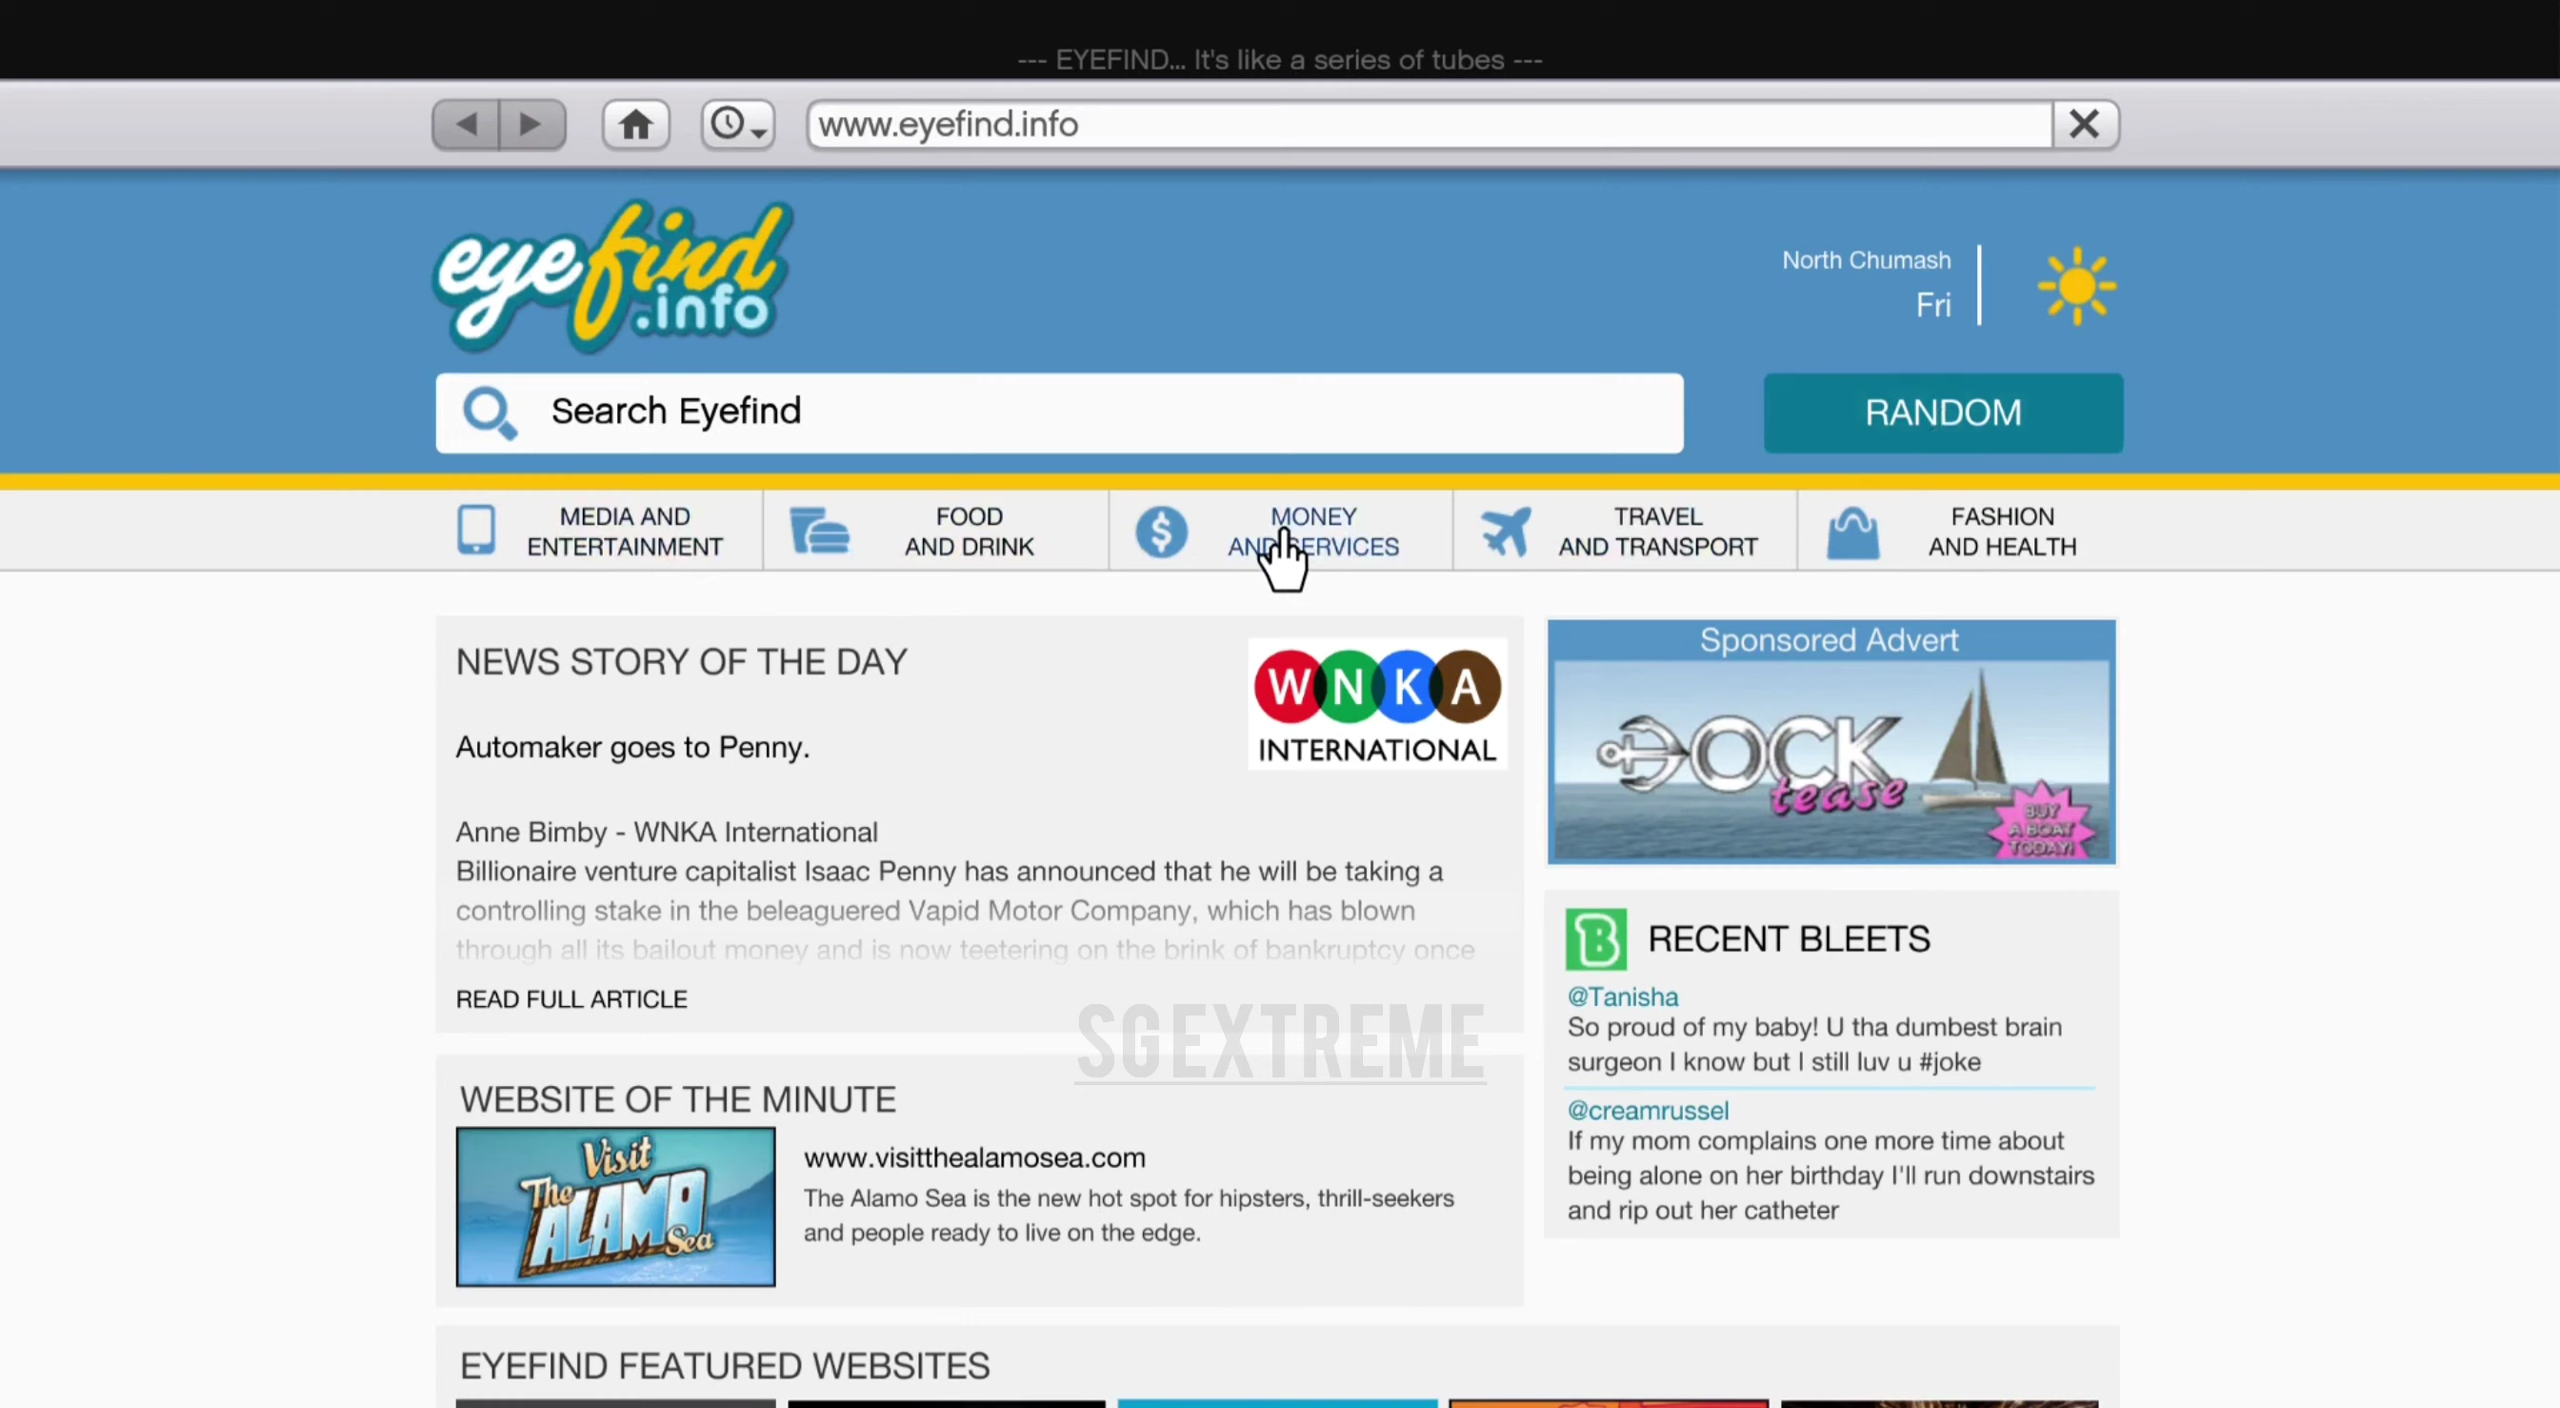 --- EYEFIND... It's like a series of tubes ---
www.eyefind.info
eyefind
.info
North Chumash
Fri
Search Eyefind
RANDOM
MEDIA AND
ENTERTAINMENT
FOOD
AND DRINK
MONEY
AND SERVICES
TRAVEL
AND TRANSPORT
FASHION
AND HEALTH
NEWS STORY OF THE DAY
WNKA
INTERNATIONAL
Automaker goes to Penny.
Anne Bimby - WNKA International
Billionaire venture capitalist Isaac Penny has announced that he will be taking a
controlling stake in the beleaguered Vapid Motor Company, which has blown
through all its bailout money and is now teetering on the brink of bankruptcy once
READ FULL ARTICLE
SGEXTREME
Sponsored Advert
DOCK
tease
BUY
A BOAT
TODAY!
B RECENT BLEETS
@Tanisha
So proud of my baby! U tha dumbest brain
surgeon I know but I still luv u #joke
@creamrussel
If my mom complains one more time about
being alone on her birthday I'll run downstairs
and rip out her catheter
WEBSITE OF THE MINUTE
Visit
The ALAMO
Sea
www.visitthealamosea.com
The Alamo Sea is the new hot spot for hipsters, thrill-seekers
and people ready to live on the edge.
EYEFIND FEATURED WEBSITES